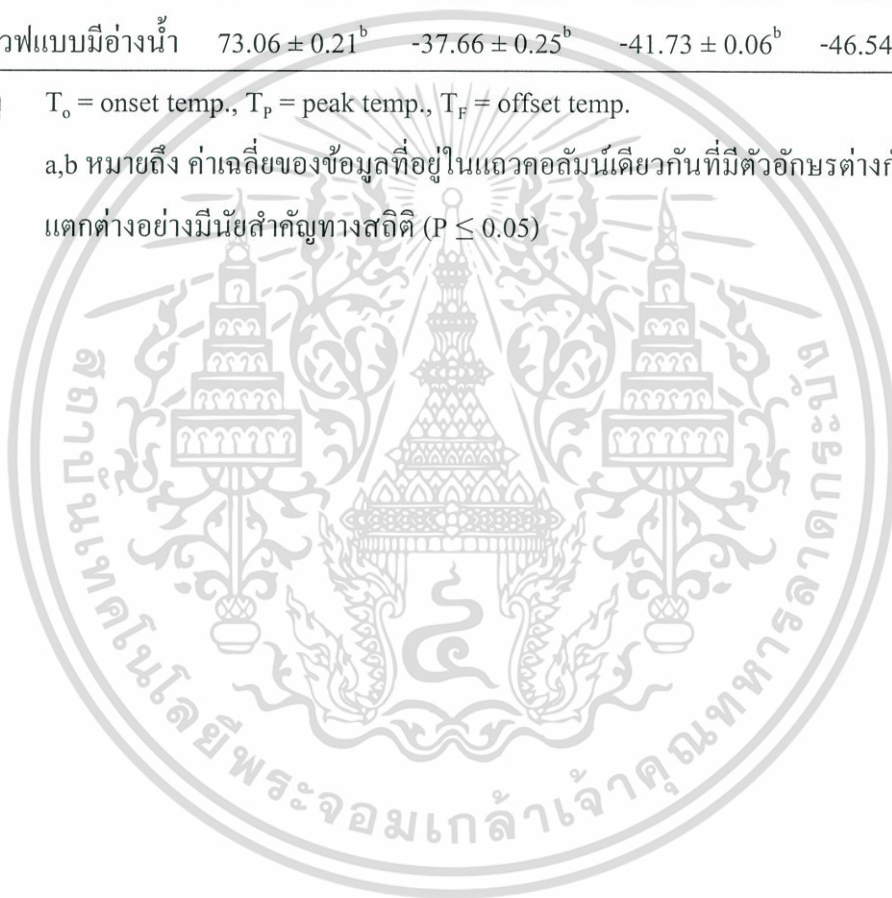 วฟแบบมีอ่างน้ำ 73.06 ± 0.21ᵇ -37.66 ± 0.25ᵇ -41.73 ± 0.06ᵇ -46.54
T₀ = onset temp., Tₚ = peak temp., T_F = offset temp.
a,b หมายถึง ค่าเฉลี่ยของข้อมูลที่อยู่ในแถวคอลัมน์เดียวกันที่มีตัวอักษรต่างกั
แตกต่างอย่างมีนัยสำคัญทางสถิติ (P ≤ 0.05)
สถาบันเทคโนโลยีพระจอมเกล้าเจ้าคุณทหารลาดกระบัง